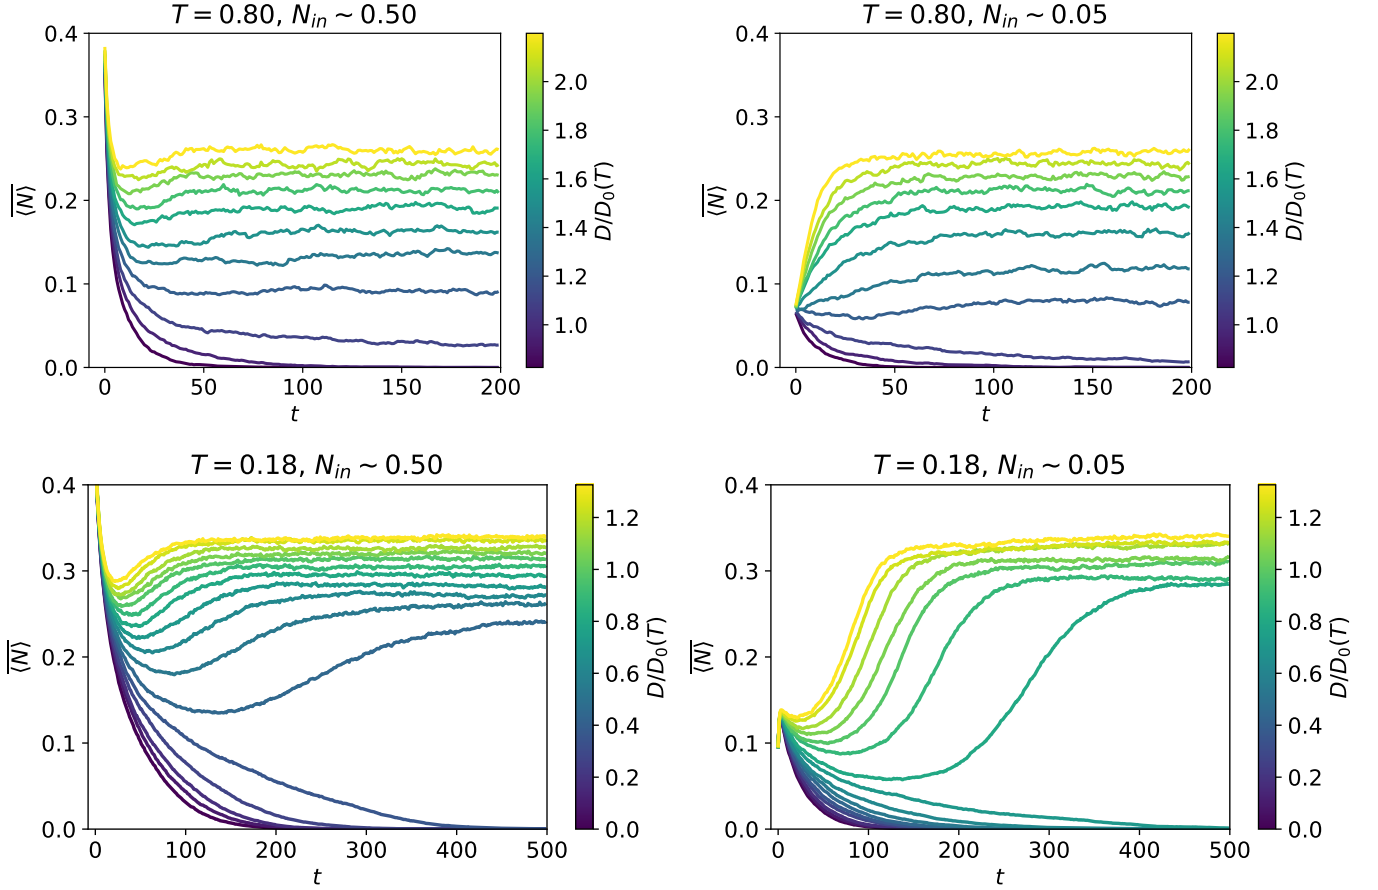 T = 0.80, N_in ~ 0.50
0.4
0.3
0.2
0.1
0.0
⟨N⟩
0 50 100 150 200
t
2.0
1.8
1.6
1.4
1.2
1.0
D/D_0(T)
T = 0.80, N_in ~ 0.05
0.4
0.3
0.2
0.1
0.0
⟨N⟩
0 50 100 150 200
t
2.0
1.8
1.6
1.4
1.2
1.0
D/D_0(T)
T = 0.18, N_in ~ 0.50
0.4
0.3
0.2
0.1
0.0
⟨N⟩
0 100 200 300 400 500
t
1.2
1.0
0.8
0.6
0.4
0.2
0.0
D/D_0(T)
T = 0.18, N_in ~ 0.05
0.4
0.3
0.2
0.1
0.0
⟨N⟩
0 100 200 300 400 500
t
1.2
1.0
0.8
0.6
0.4
0.2
0.0
D/D_0(T)